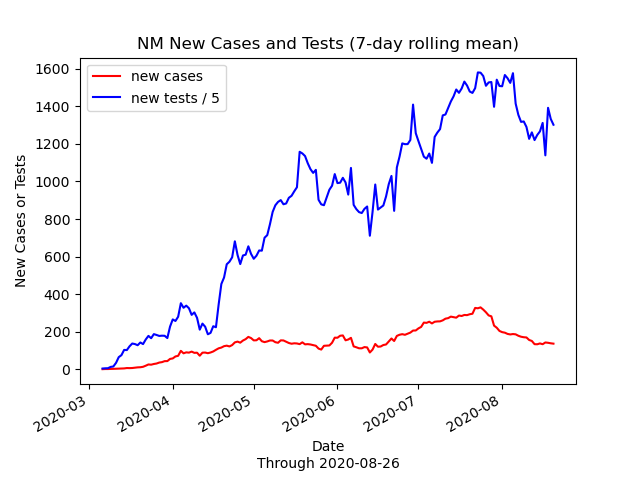 NM New Cases and Tests (7-day rolling mean)
new cases
new tests / 5
New Cases or Tests
1600
1400
1200
1000
800
600
400
200
0
2020-03
2020-04
2020-05
2020-06
2020-07
2020-08
Date
Through 2020-08-26